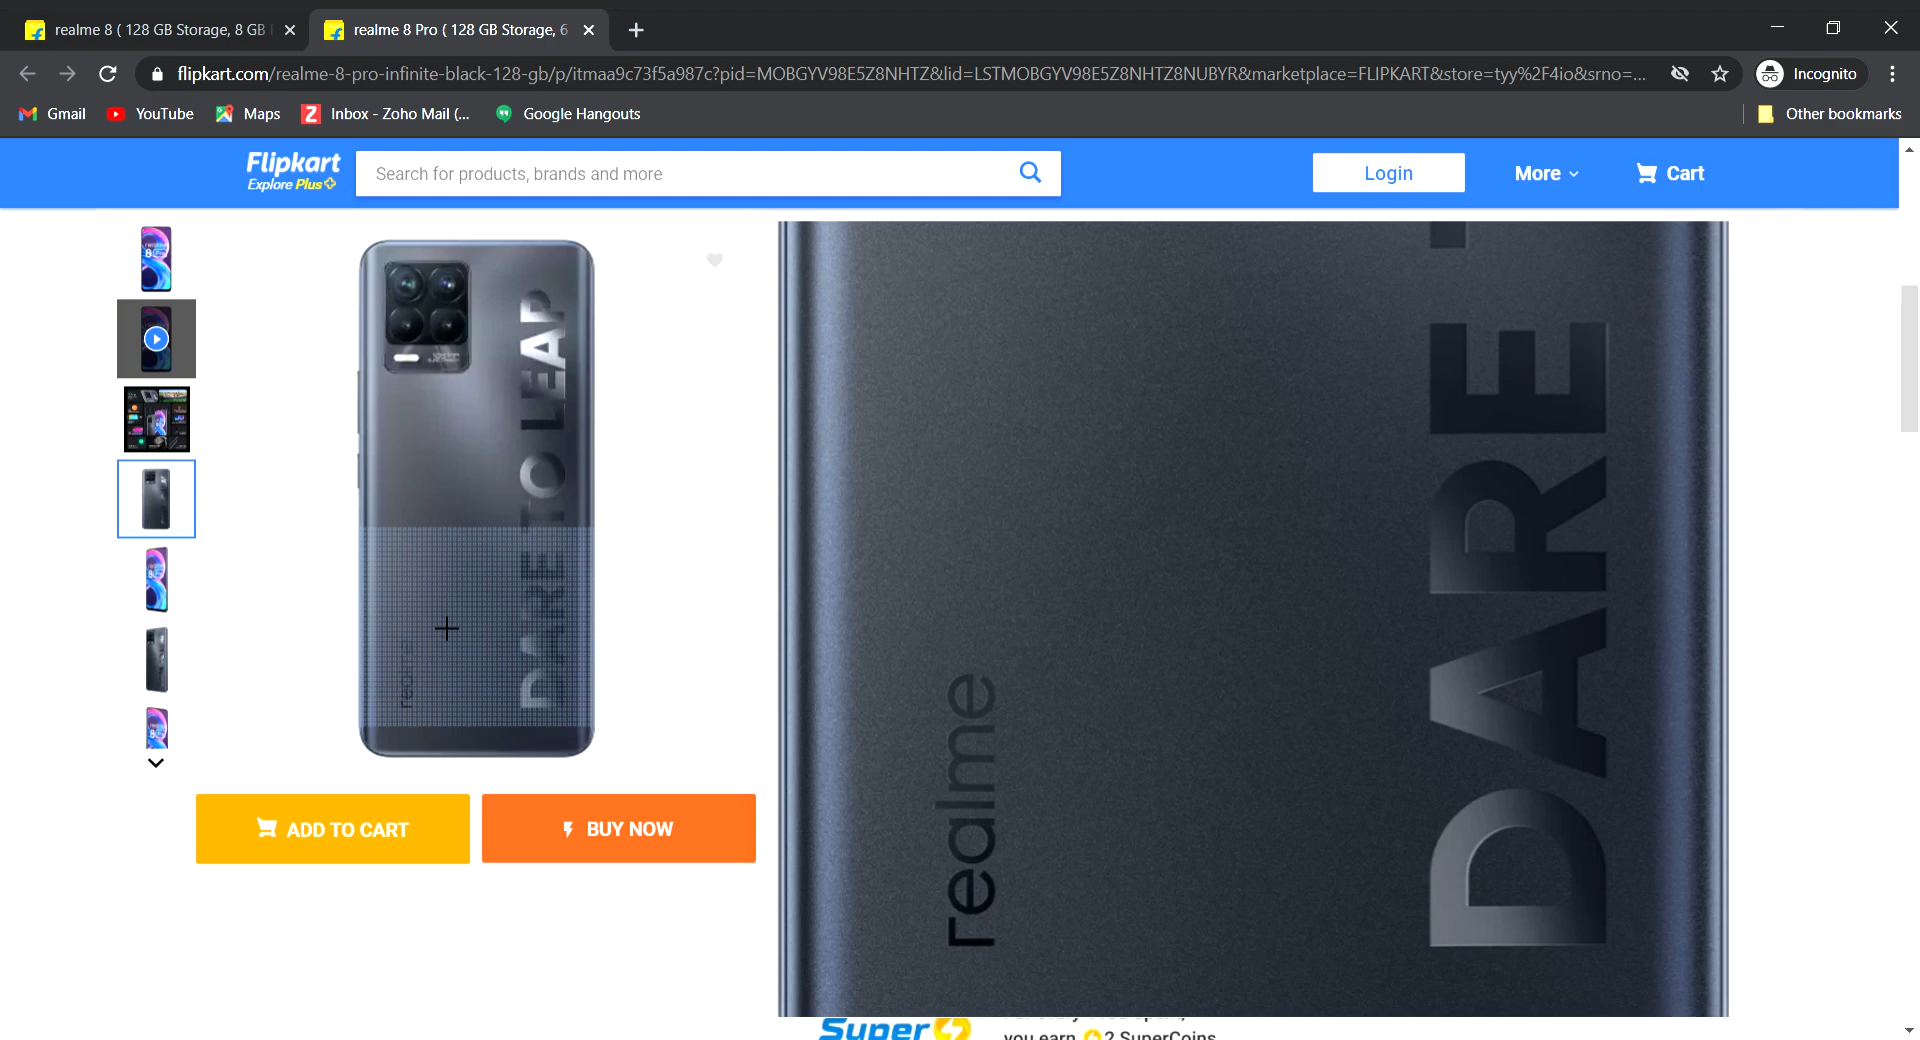 realme 8 ( 128 GB Storage, 8 GB
realme 8 Pro ( 128 GB Storage, 6
flipkart.com/realme-8-pro-infinite-black-128-gb/p/itmaa9c73f5a987c?pid=MOBGYV98E5Z8NHTZ&lid=LSTMOBGYV98E5Z8NHTZ8NUBYR&marketplace=FLIPKART&store=tyy%2F4io&srno=...
Incognito
Gmail
YouTube
Maps
Inbox - Zoho Mail (...
Google Hangouts
Other bookmarks
Flipkart
Explore Plus
Search for products, brands and more
Login
More
Cart
DARE TO LEAP
realme
ADD TO CART
BUY NOW
realme
DARE
Super
you earn 2 SuperCoins